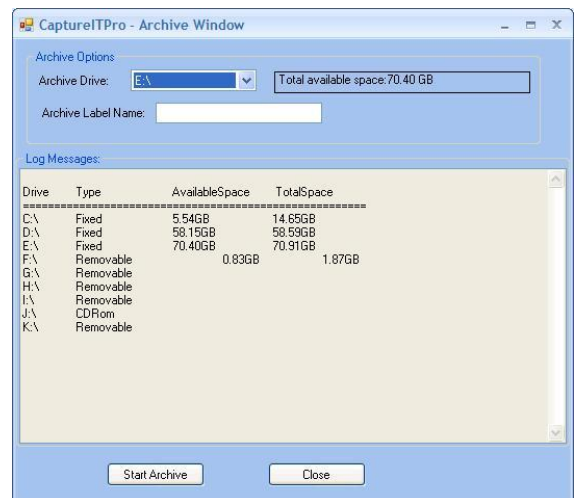 CaptureITPro - Archive Window
Archive Options
Archive Drive: E:\ Total available space:70.40 GB
Archive Label Name:
Log Messages:
Drive Type AvailableSpace TotalSpace
==========================================================
C:\ Fixed 5.54GB 14.65GB
D:\ Fixed 58.15GB 58.59GB
E:\ Fixed 70.40GB 70.91GB
F:\ Removable 0.83GB 1.87GB
G:\ Removable
H:\ Removable
I:\ Removable
J:\ CDRom
K:\ Removable
Start Archive Close